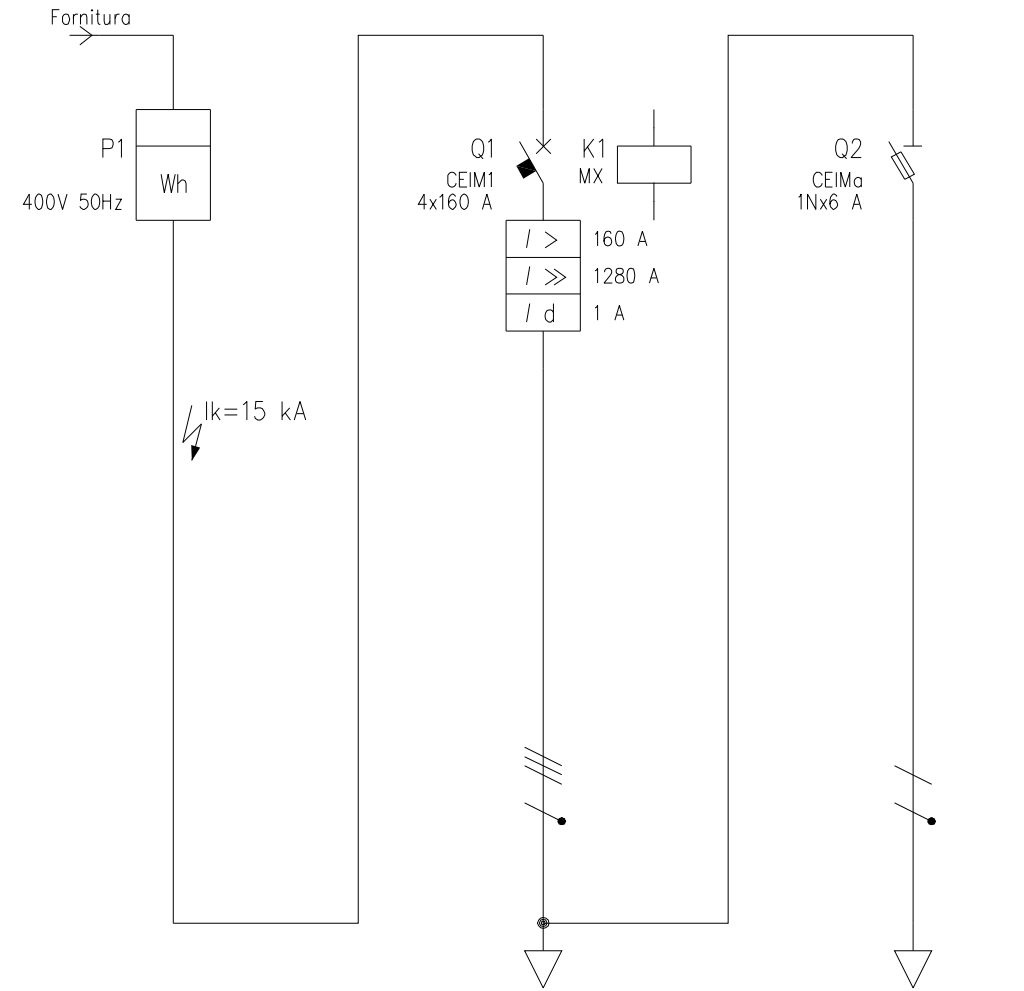 Fornitura
P1
Wh
400V 50Hz
Ik=15 kA
Q1
CEIM1
4x160 A
K1
MX
I > 160 A
I >> 1280 A
I d 1 A
Q2
CEIMa
1Nx6 A